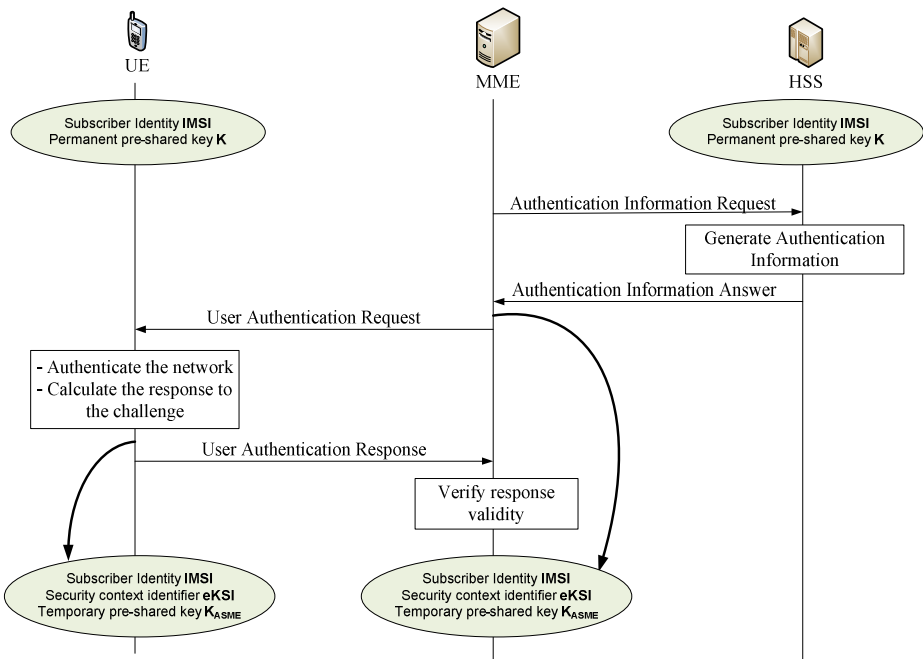 UE
MME
HSS
Subscriber Identity IMSI
Permanent pre-shared key K
Subscriber Identity IMSI
Permanent pre-shared key K
Authentication Information Request
Generate Authentication
Information
Authentication Information Answer
User Authentication Request
- Authenticate the network
- Calculate the response to
the challenge
User Authentication Response
Verify response
validity
Subscriber Identity IMSI
Security context identifier eKSI
Temporary pre-shared key KASME
Subscriber Identity IMSI
Security context identifier eKSI
Temporary pre-shared key KASME